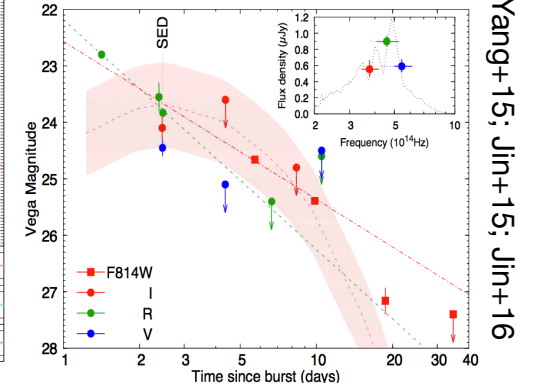 Yang+15; Jin+15; Jin+16
SED
22
23
24
25
26
27
28
Vega Magnitude
1
2
3
4
5
10
20
30
40
Time since burst (days)
F814W
I
R
V
1.2
1.0
0.8
0.6
0.4
0.2
0.0
Flux density (μJy)
2
3
5
10
Frequency (10¹⁴Hz)